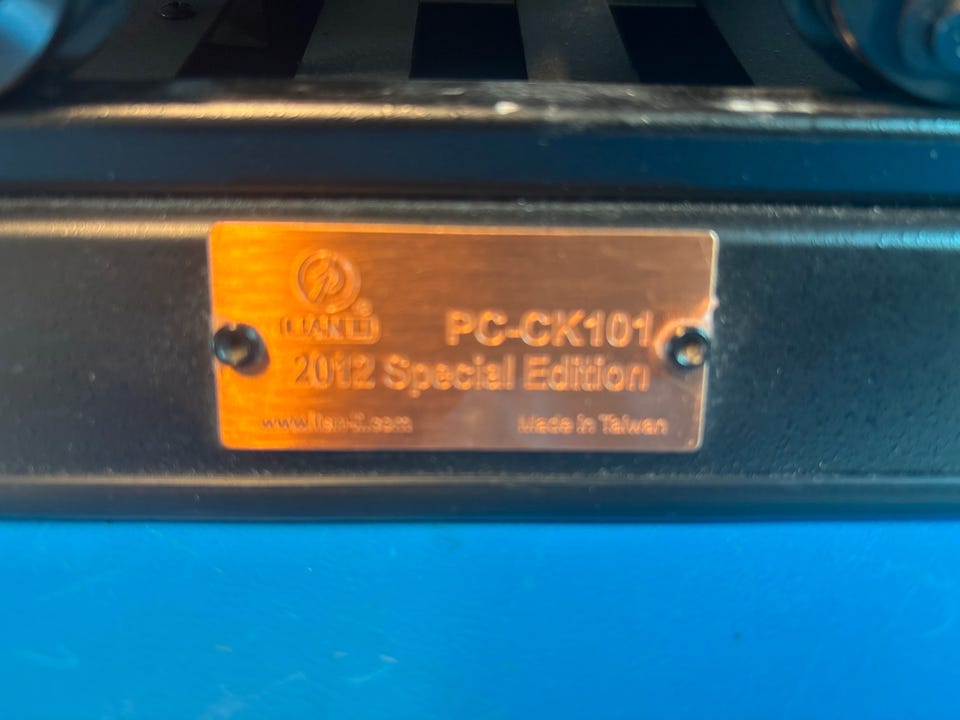 LIAN LI
®
PC-CK101
2012 Special Edition
www.lian-li.com
Made in Taiwan